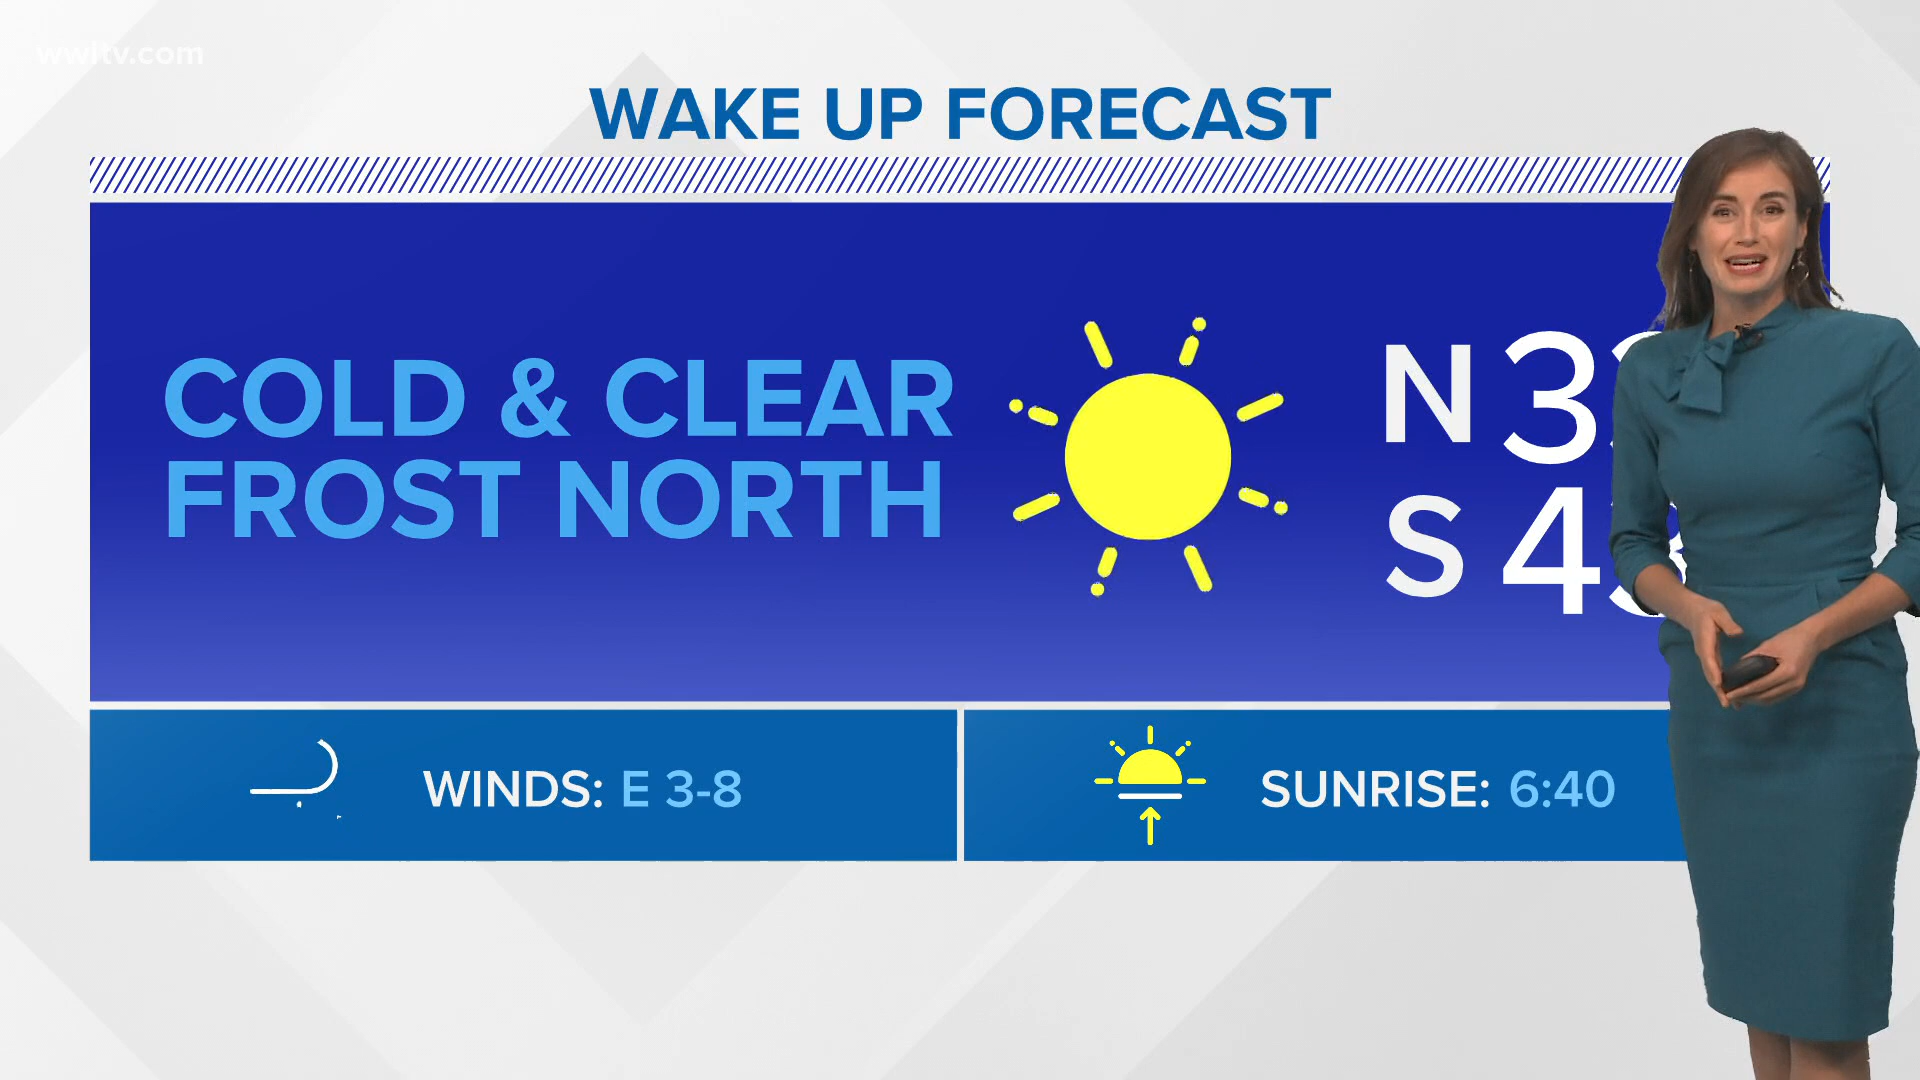 wwltv.com
WAKE UP FORECAST
COLD & CLEAR
FROST NORTH
N
S
WINDS: E 3-8
SUNRISE: 6:40